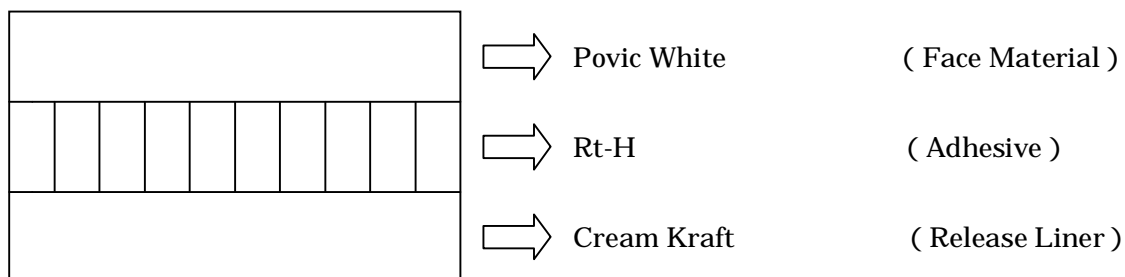 Povic White ( Face Material )
Rt-H ( Adhesive )
Cream Kraft ( Release Liner )